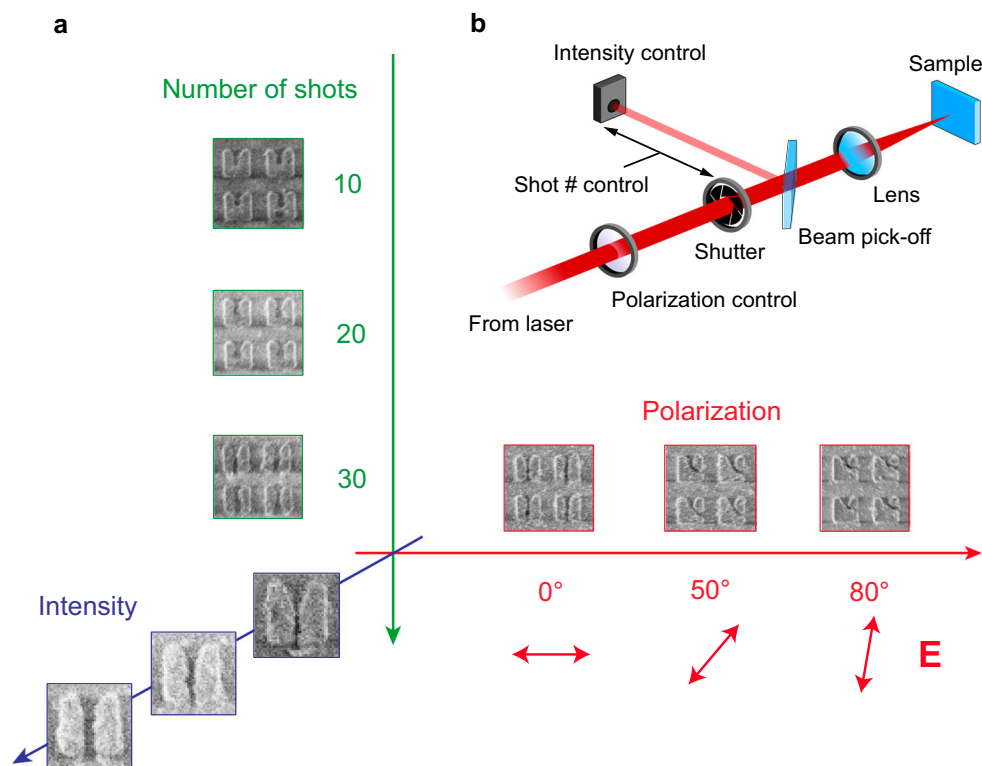 a
Number of shots
10
20
30
Intensity
b
Intensity control
Sample
Shot # control
Lens
Shutter
Beam pick-off
Polarization control
From laser
Polarization
0°
50°
80°
E